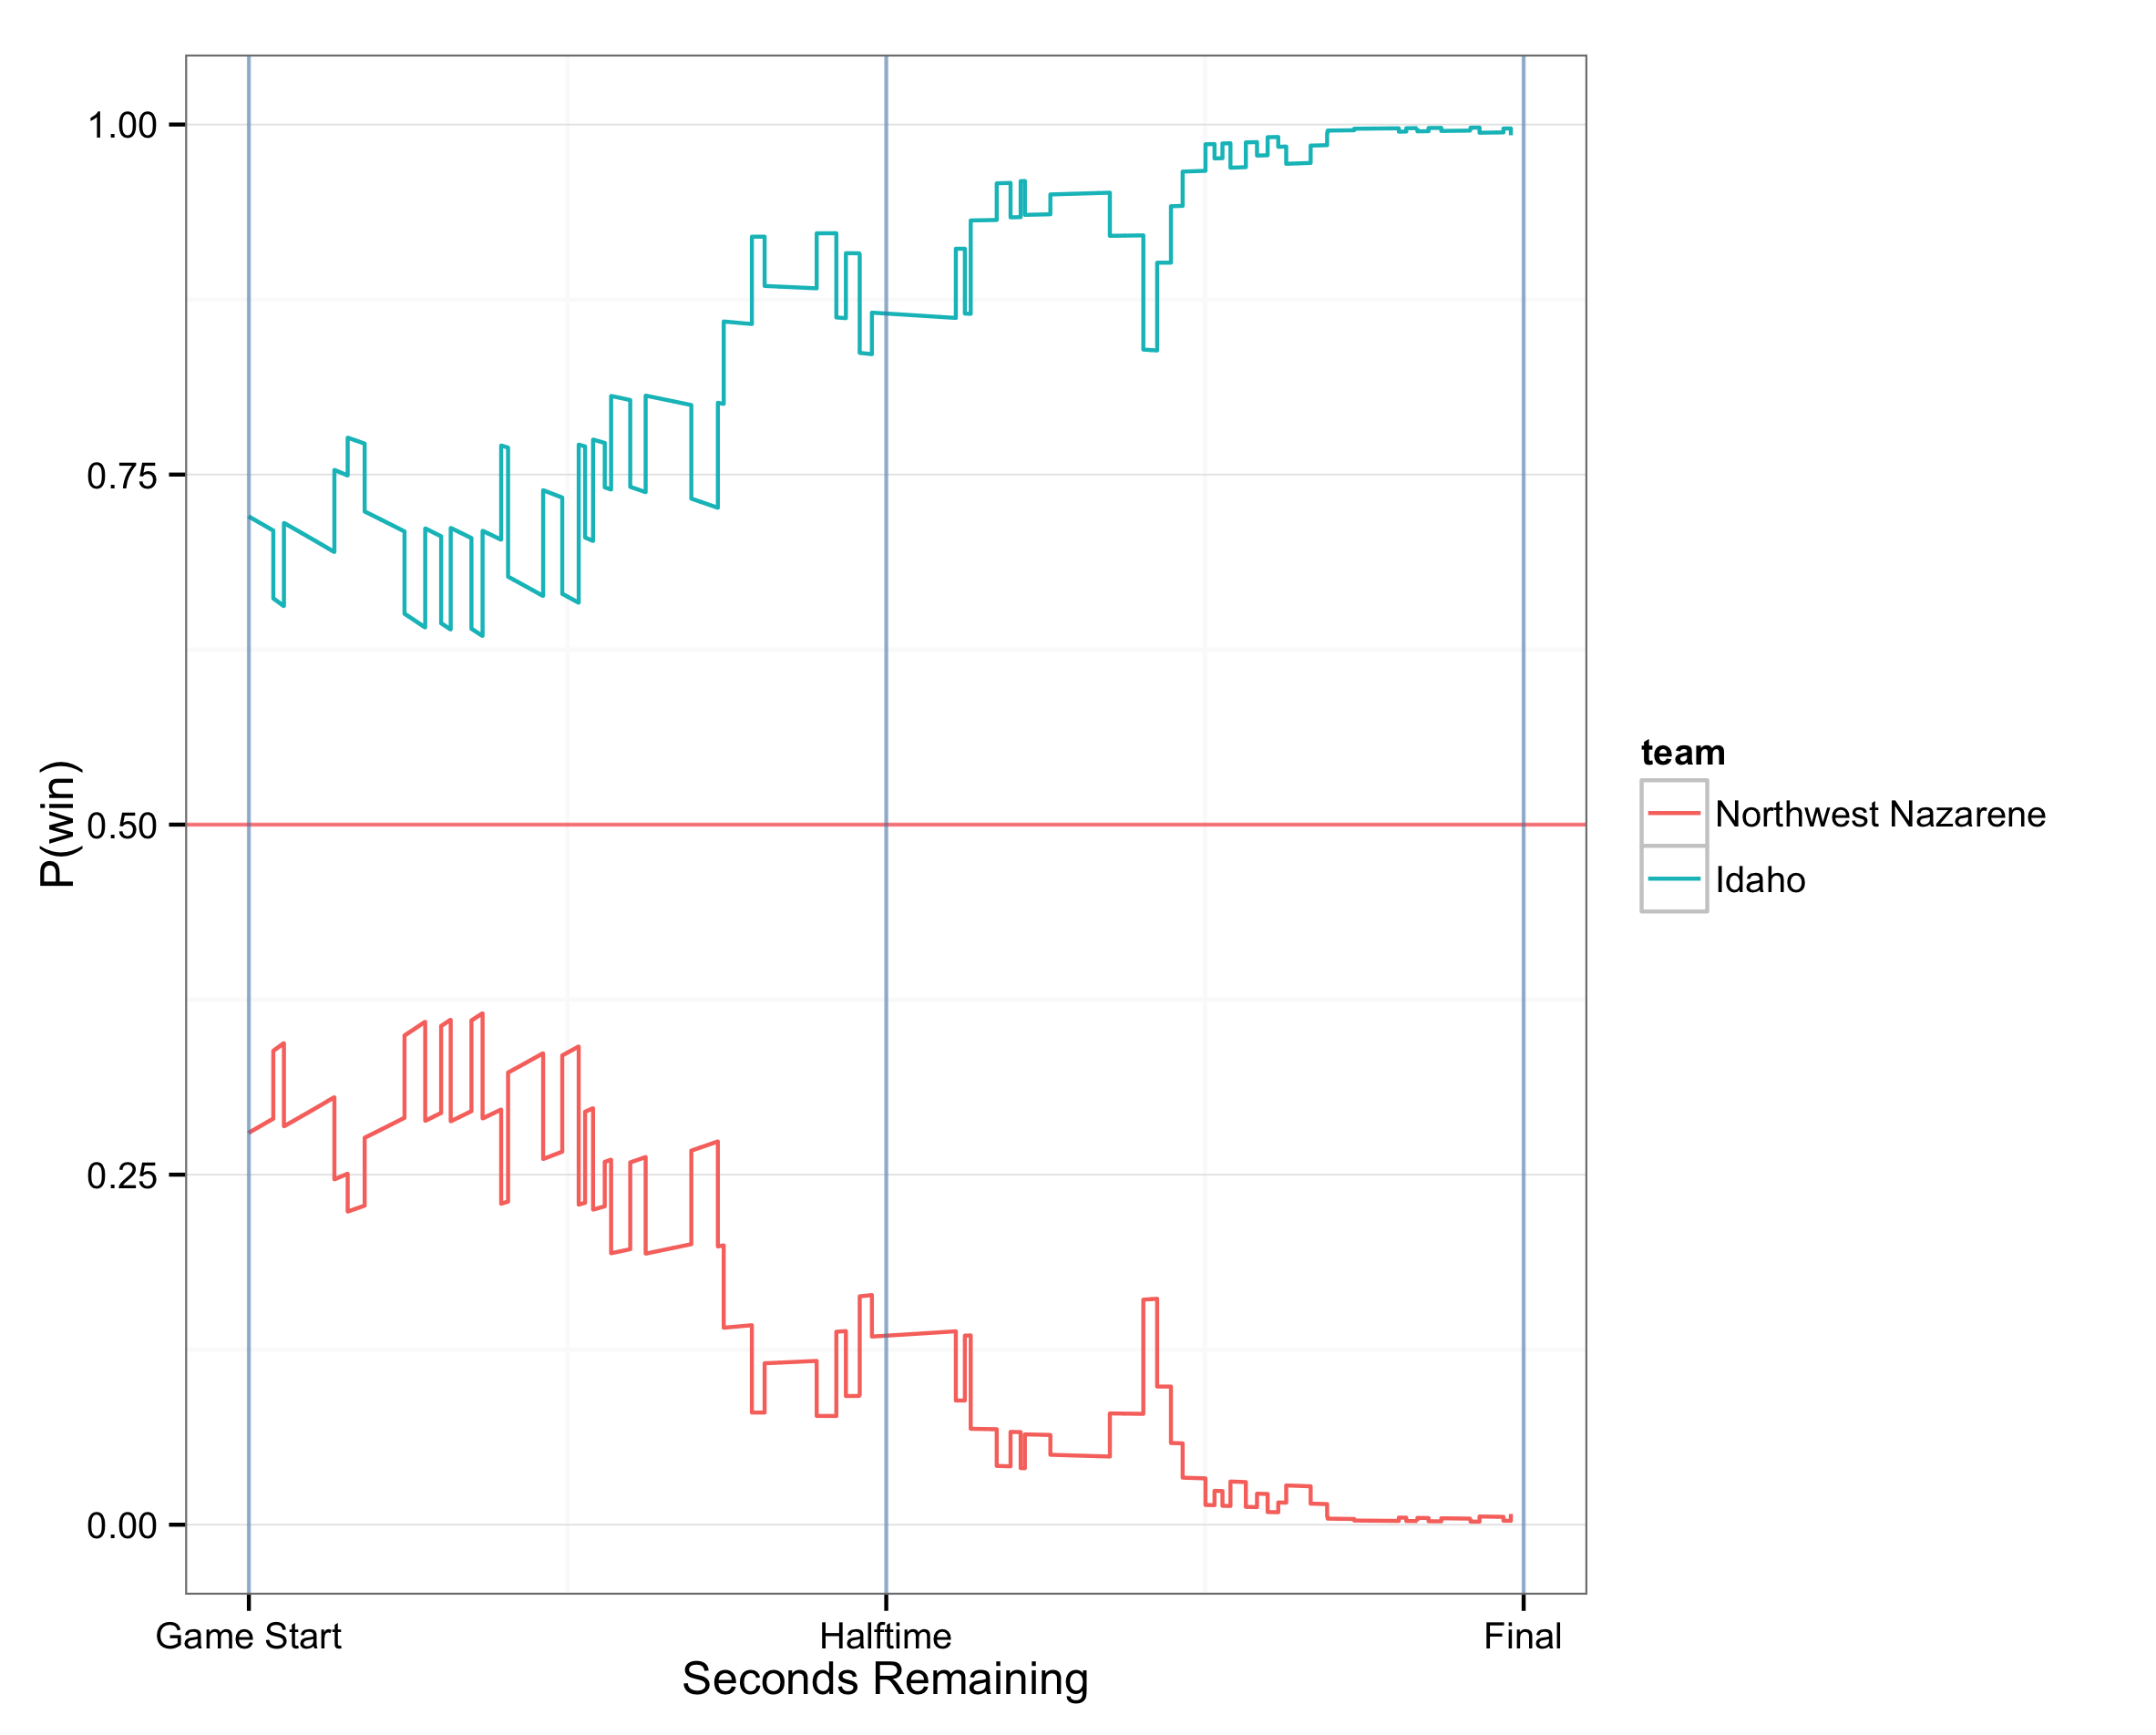 1.00
0.75
0.50
0.25
0.00
P(win)
Game Start
Halftime
Final
Seconds Remaining
team
Northwest Nazarene
Idaho